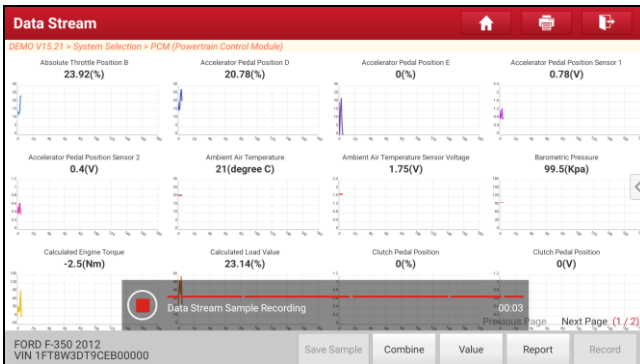 Data Stream
DEMO V15.21 > System Selection > PCM (Powertrain Control Module)
Absolute Throttle Position B
Accelerator Pedal Position D
Accelerator Pedal Position E
Accelerator Pedal Position Sensor 1
23.92(%)
20.78(%)
0(%)
0.78(V)
Accelerator Pedal Position Sensor 2
Ambient Air Temperature
Ambient Air Temperature Sensor Voltage
Barometric Pressure
0.4(V)
21(degree C)
1.75(V)
99.5(Kpa)
Calculated Engine Torque
Calculated Load Value
Clutch Pedal Position
Clutch Pedal Position
-2.5(Nm)
23.14(%)
0(%)
0(V)
Data Stream Sample Recording
00:03
Previous Page
Next Page (1 / 2)
FORD F-350 2012
VIN 1FT8W3DT9CEB00000
Save Sample
Combine
Value
Report
Record